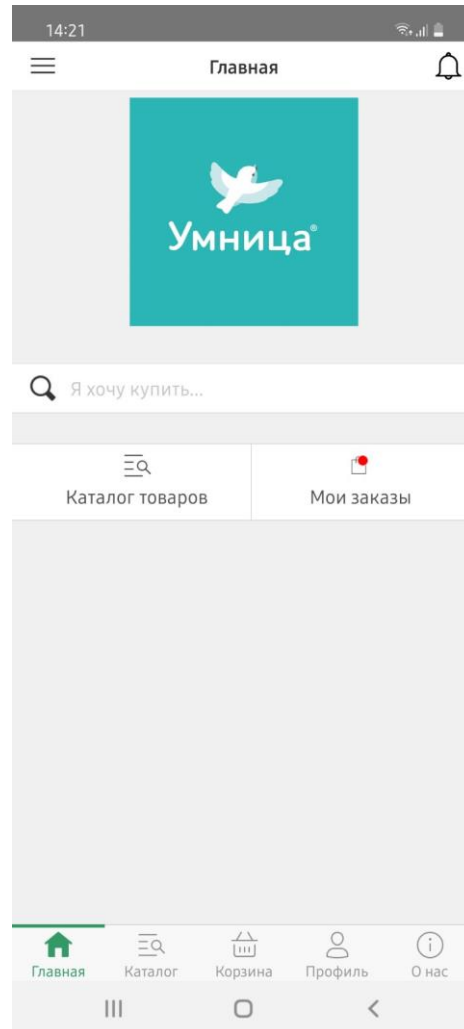 14:21
Главная
Умница®
Я хочу купить...
Каталог товаров
Мои заказы
Главная
Каталог
Корзина
Профиль
О нас